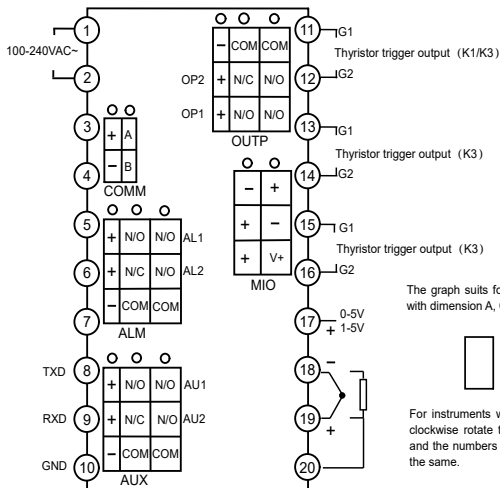 1
100-240VAC~
2
3
+ A
4
− B
COMM
5
+ N/O N/O AL1
6
+ N/C N/O AL2
7
− COM COM
ALM
TXD 8
+ N/O N/O AU1
RXD 9
+ N/C N/O AU2
GND 10
− COM COM
AUX
− COM COM
OP2 + N/C N/O
OP1 + N/O N/O
OUTP
− +
+ −
+ V+
MIO
11 G1
Thyristor trigger output (K1/K3)
12 G2
13 G1
Thyristor trigger output (K3)
14 G2
15 G1
Thyristor trigger output (K3)
16 G2
17 0-5V
+ 1-5V
18 −
19 +
20
The graph suits fo
with dimension A,
For instruments w
clockwise rotate t
and the numbers
the same.